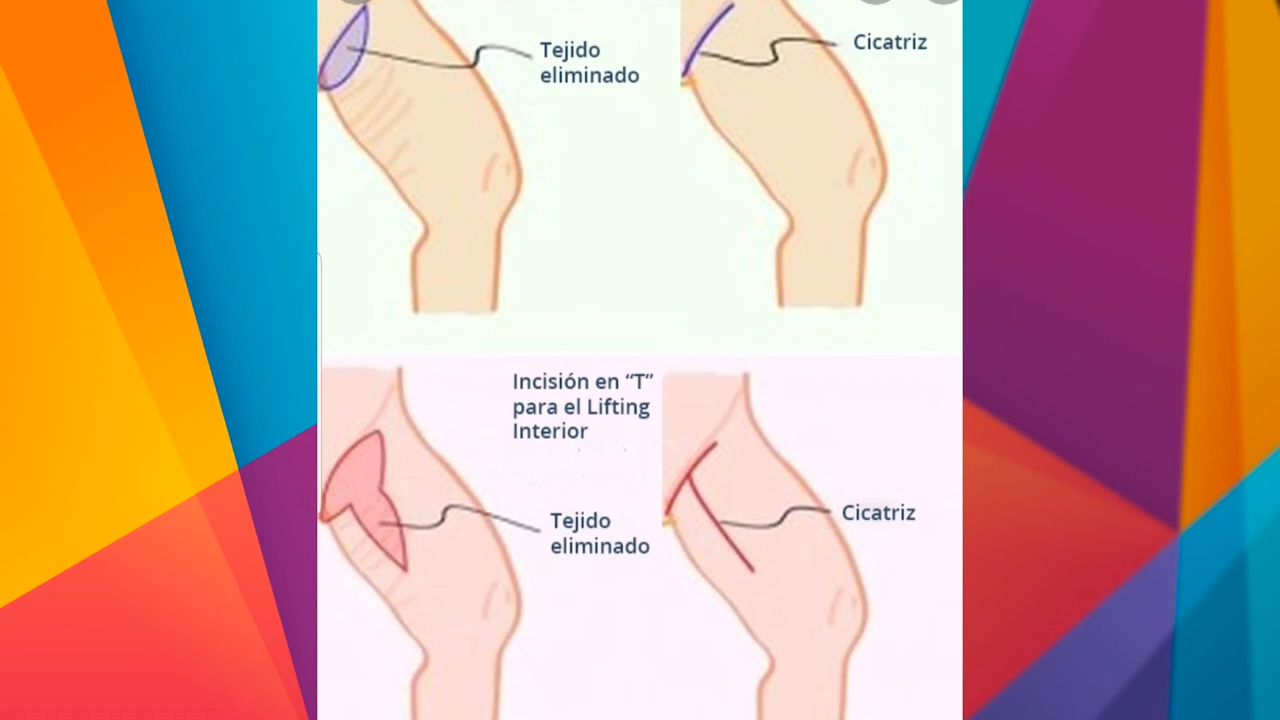 Tejido
eliminado
Cicatriz
Incisión en “T”
para el Lifting
Interior
Tejido
eliminado
Cicatriz